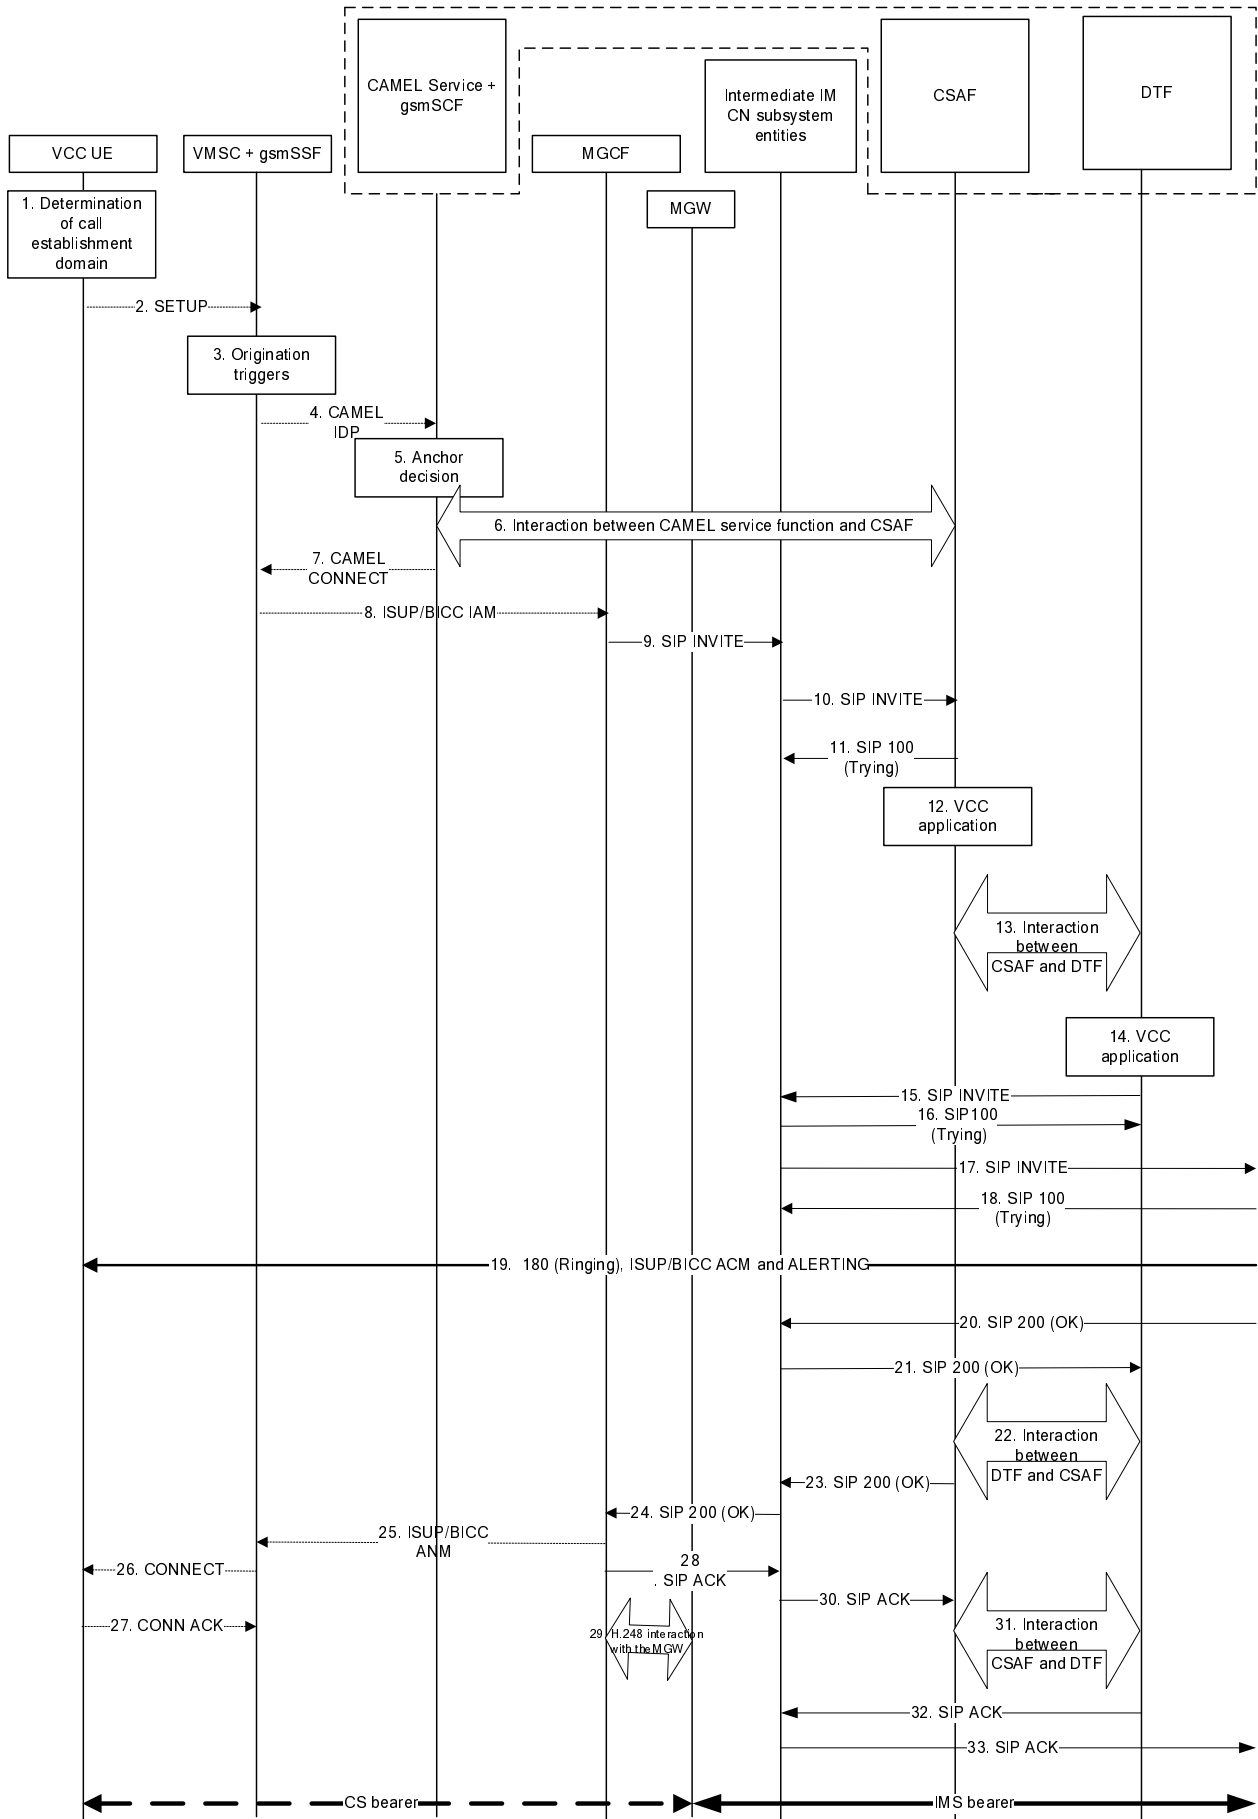 CAMEL Service +
gsmSCF
Intermediate IM
CN subsystem
entities
CSAF
DTF
VCC UE
VMSC + gsmSSF
MGCF
MGW
1. Determination
of call
establishment
domain
2. SETUP
3. Origination
triggers
4. CAMEL
IDP
5. Anchor
decision
6. Interaction between CAMEL service function and CSAF
7. CAMEL
CONNECT
8. ISUP/BICC IAM
9. SIP INVITE
10. SIP INVITE
11. SIP 100
(Trying)
12. VCC
application
13. Interaction
between
CSAF and DTF
14. VCC
application
15. SIP INVITE
16. SIP100
(Trying)
17. SIP INVITE
18. SIP 100
(Trying)
19. 180 (Ringing), ISUP/BICC ACM and ALERTING
20. SIP 200 (OK)
21. SIP 200 (OK)
22. Interaction
between
DTF and CSAF
23. SIP 200 (OK)
24. SIP 200 (OK)
25. ISUP/BICC
ANM
26. CONNECT
28
. SIP ACK
27. CONN ACK
29 H.248 interaction
with the MGW
30. SIP ACK
31. Interaction
between
CSAF and DTF
32. SIP ACK
33. SIP ACK
CS bearer
IMS bearer